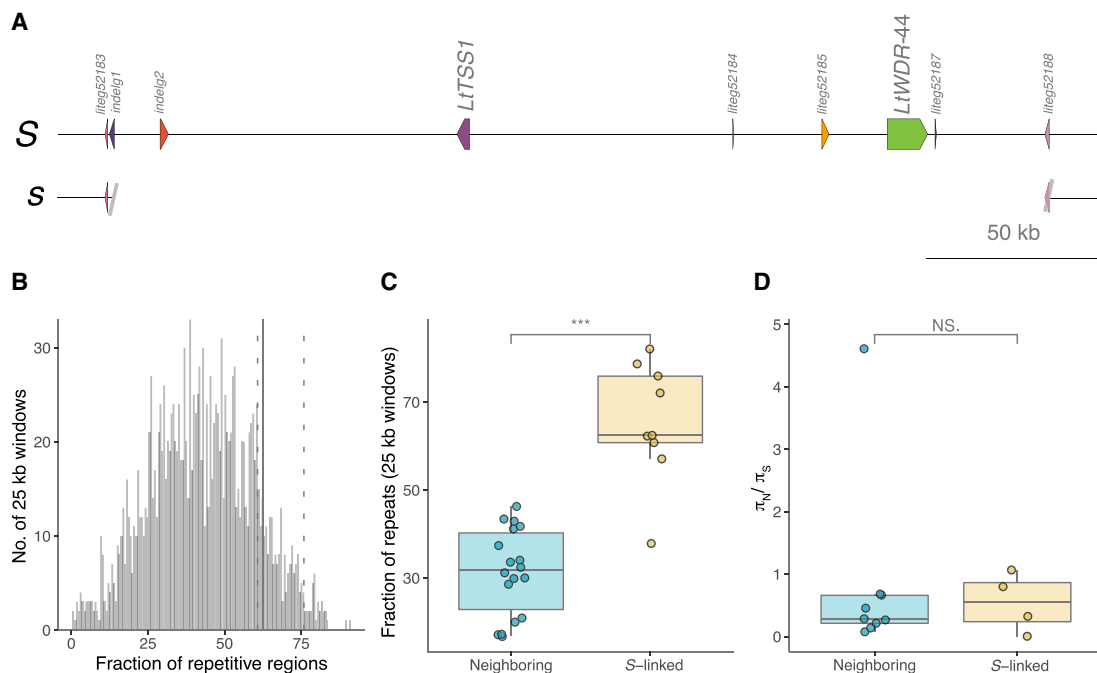 A
liteg52183
indelg1
indelg2
LtTSS1
liteg52184
liteg52185
LtWDR-44
liteg52187
liteg52188
S
s
50 kb
B
No. of 25 kb windows
30
20
10
0
0
25
50
75
Fraction of repetitive regions
C
Fraction of repeats (25 kb windows)
70
50
30
***
Neighboring
S–linked
D
πN/ πS
5
4
3
2
1
0
NS.
Neighboring
S–linked